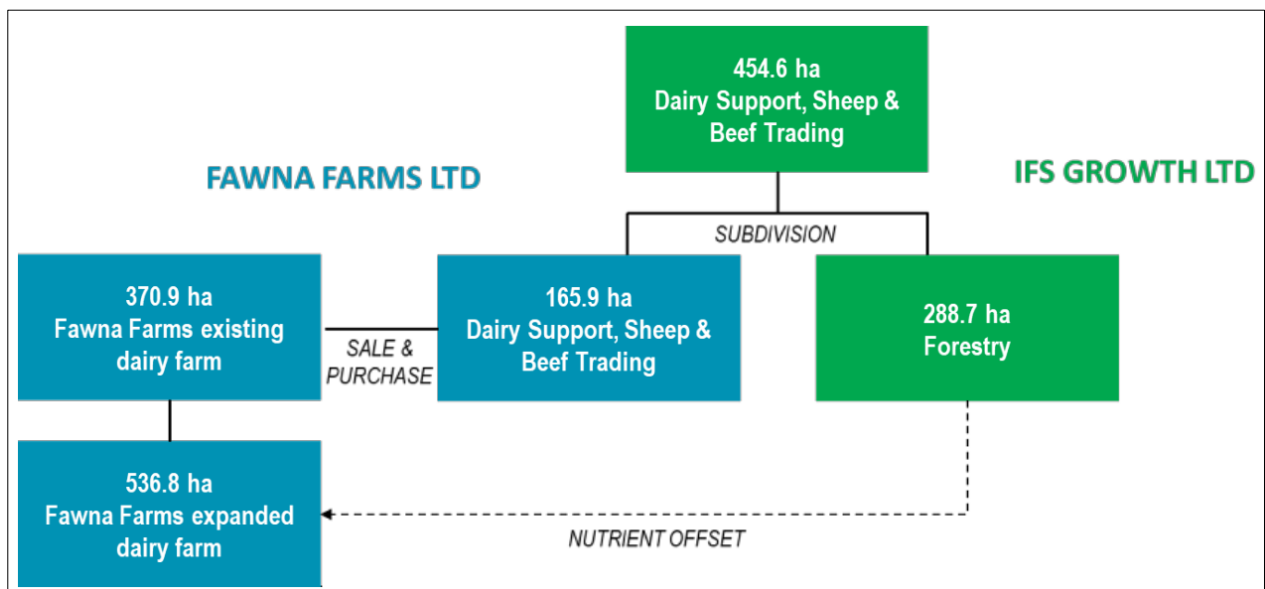 454.6 ha
Dairy Support, Sheep &
Beef Trading
FAWNA FARMS LTD
IFS GROWTH LTD
SUBDIVISION
370.9 ha
Fawna Farms existing
dairy farm
SALE &
PURCHASE
165.9 ha
Dairy Support, Sheep &
Beef Trading
288.7 ha
Forestry
536.8 ha
Fawna Farms expanded
dairy farm
NUTRIENT OFFSET